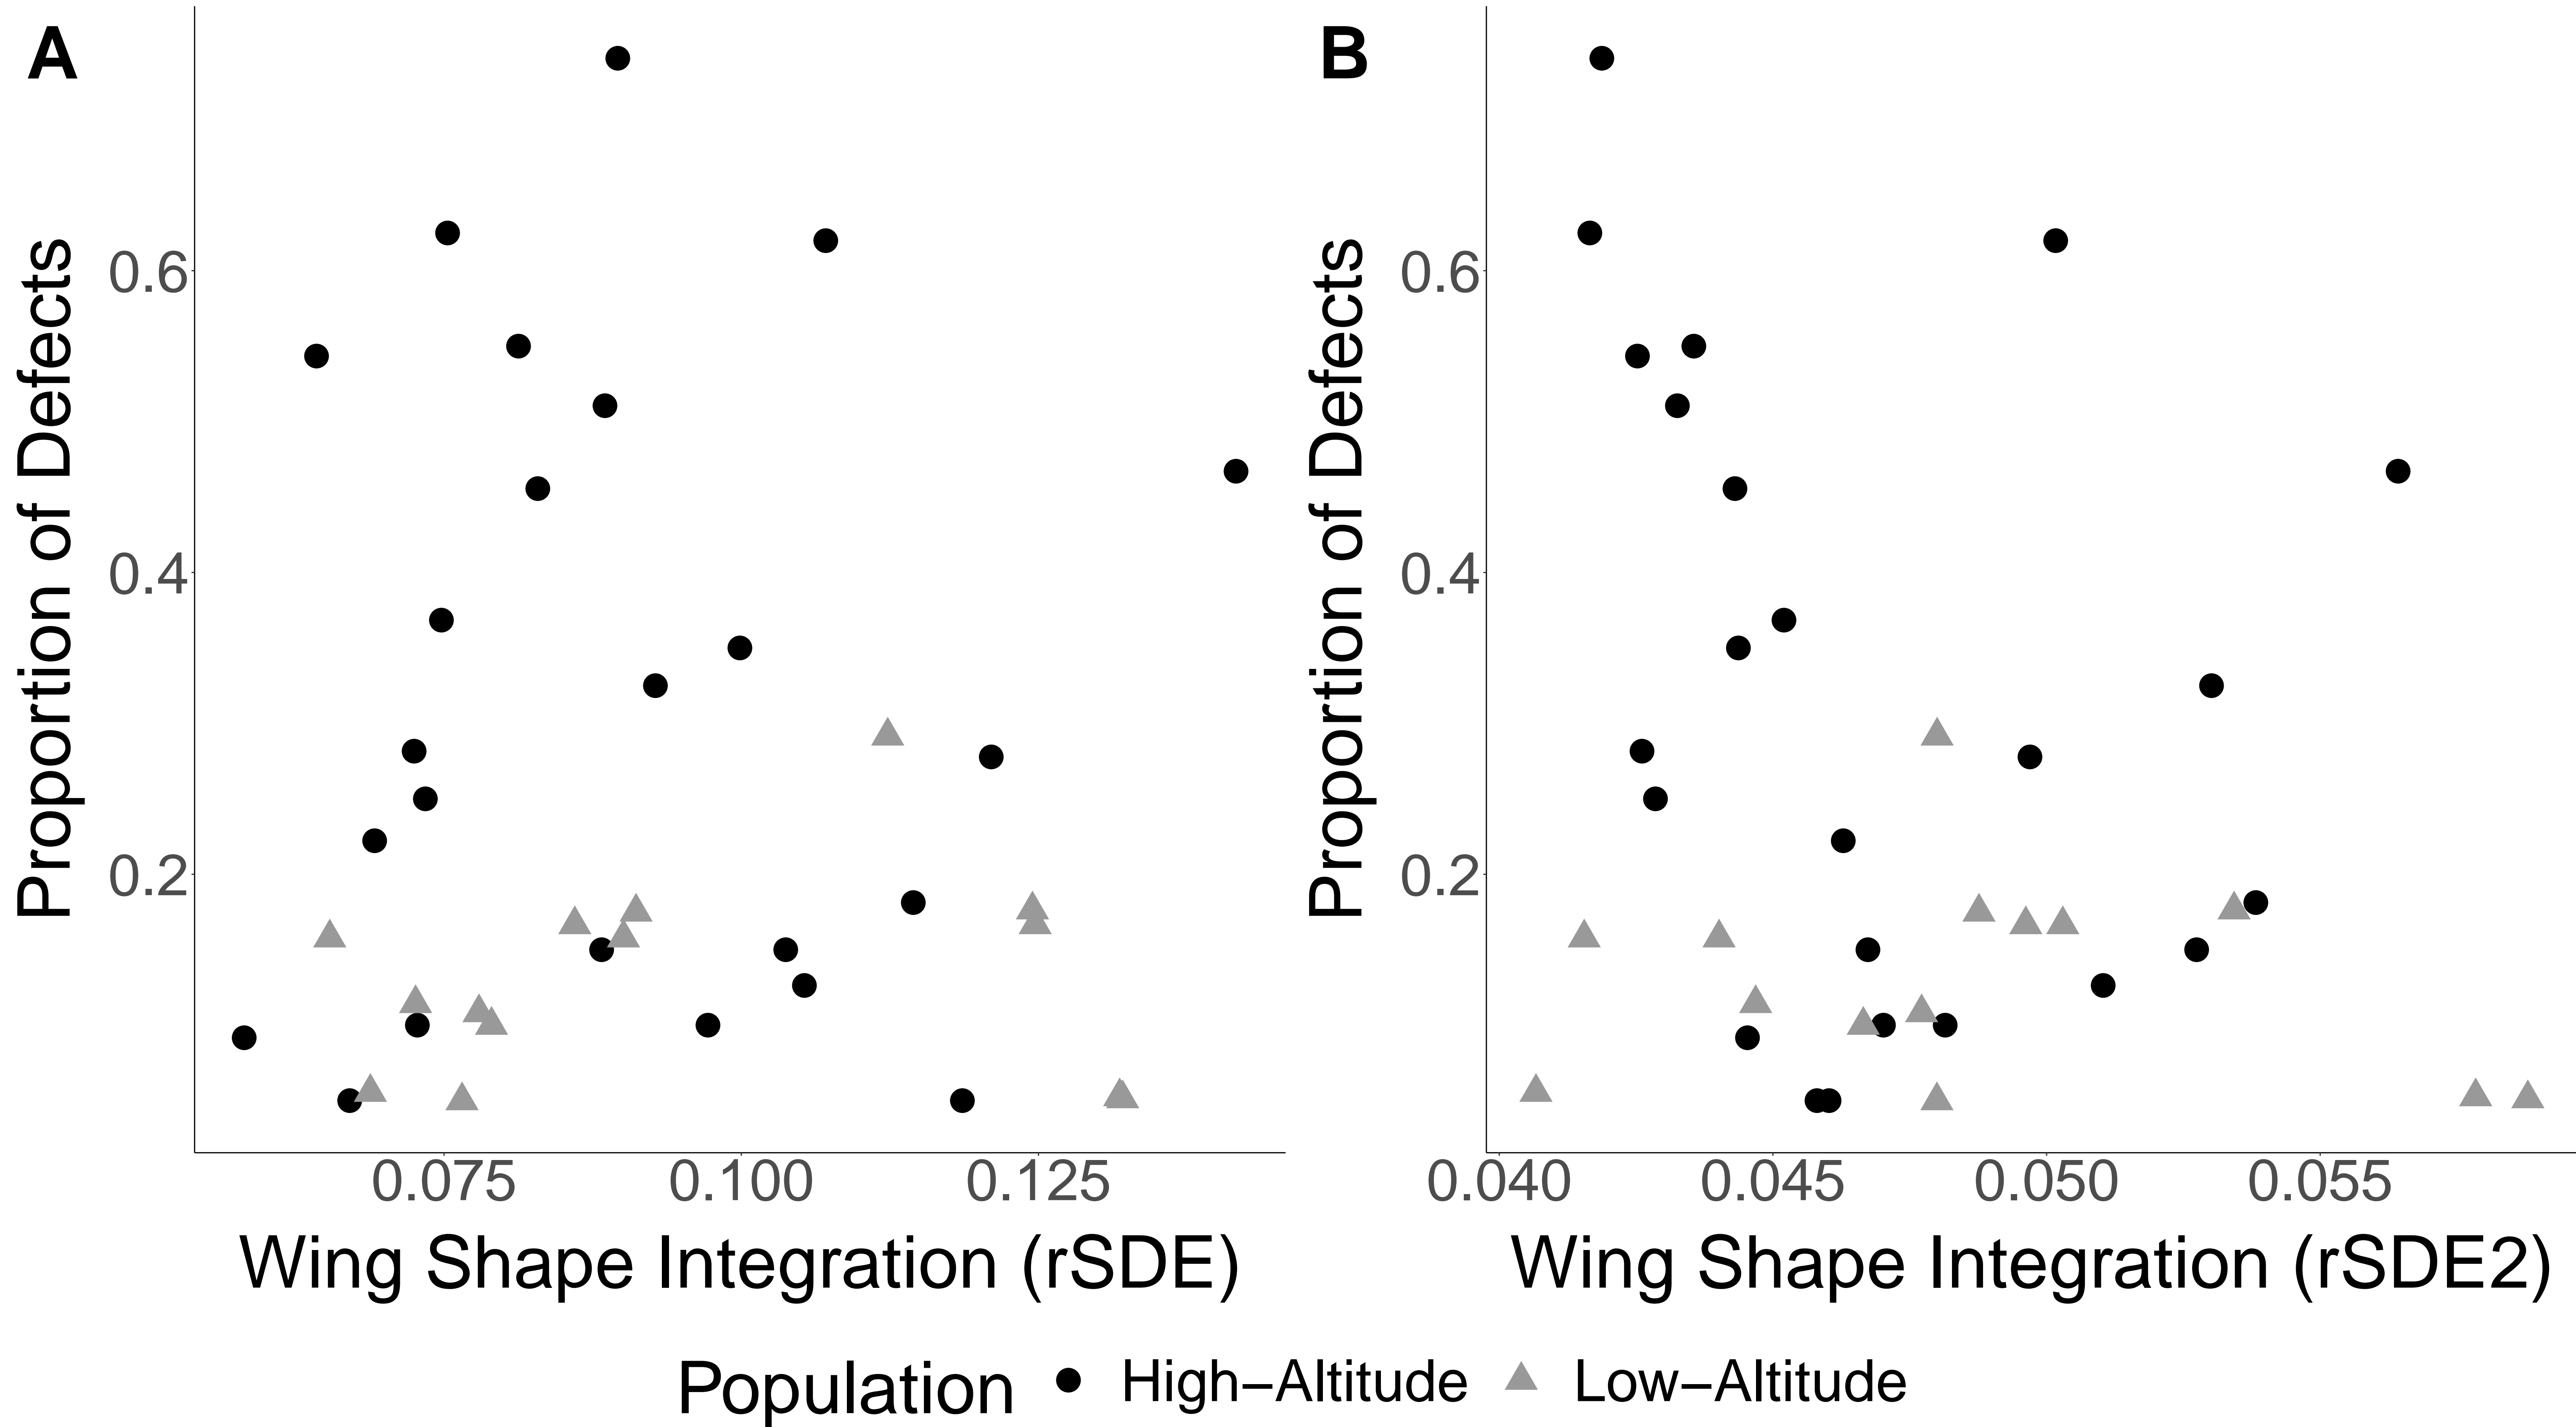 A
B
Proportion of Defects
0.6
0.4
0.2
0.075 0.100 0.125
Wing Shape Integration (rSDE)
Proportion of Defects
0.6
0.4
0.2
0.040 0.045 0.050 0.055
Wing Shape Integration (rSDE2)
Population High−Altitude Low−Altitude